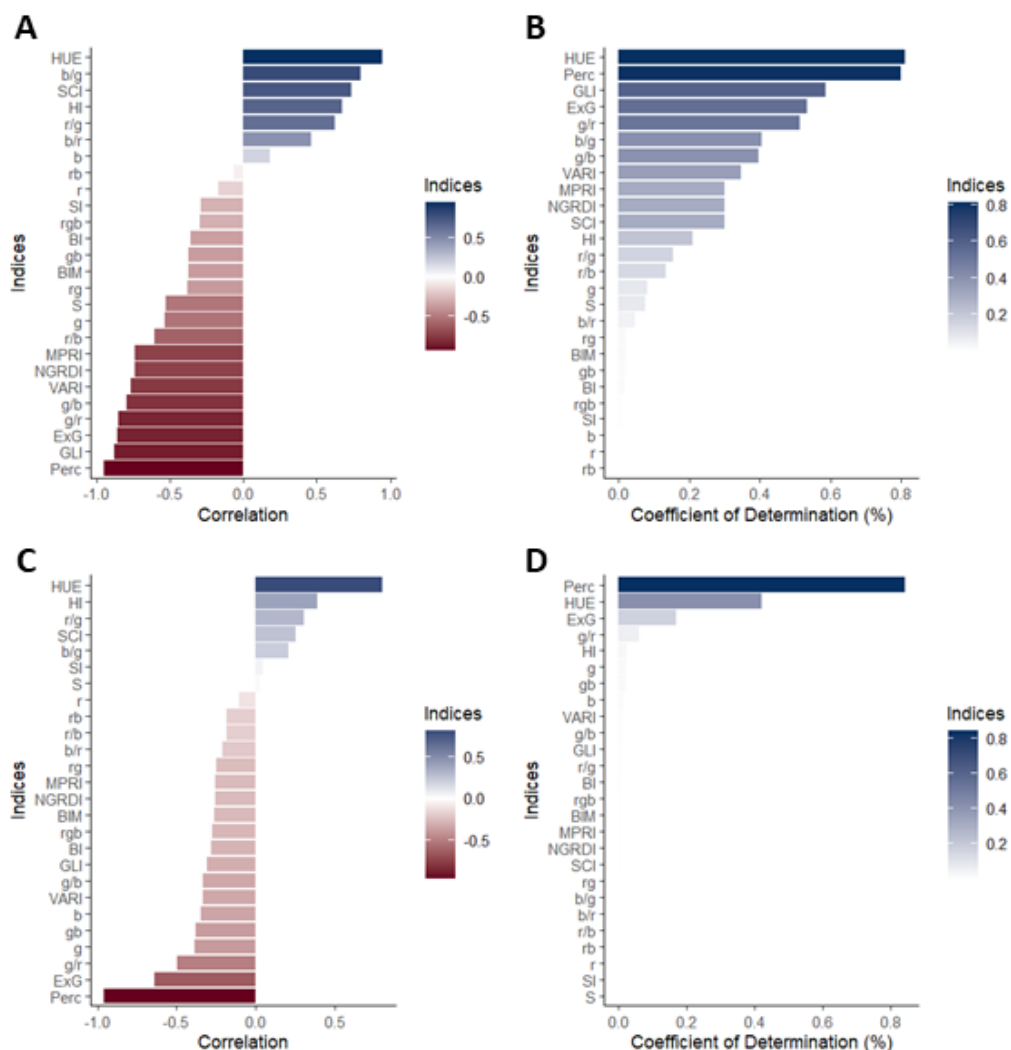 A
HUE
b/g
SCI
HI
r/g
b/r
b
rb
r
SI
rgb
BI
gb
BIM
rg
S
g
r/b
MPRI
NGRDI
VARI
g/b
g/r
ExG
GLI
Perc
Indices
-1.0 -0.5 0.0 0.5 1.0
Correlation
Indices
0.5
0.0
-0.5
B
HUE
Perc
GLI
ExG
g/r
b/g
g/b
VARI
MPRI
NGRDI
SCI
HI
r/g
r/b
g
S
b/r
rg
BIM
gb
BI
rgb
SI
b
r
rb
Indices
0.0 0.2 0.4 0.6 0.8
Coefficient of Determination (%)
Indices
0.8
0.6
0.4
0.2
C
HUE
HI
r/g
SCI
b/g
SI
S
r
rb
r/b
b/r
rg
MPRI
NGRDI
BIM
rgb
BI
GLI
g/b
VARI
b
gb
g
g/r
ExG
Perc
Indices
-1.0 -0.5 0.0 0.5
Correlation
Indices
0.5
0.0
-0.5
D
Perc
HUE
ExG
g/r
HI
g
gb
b
VARI
g/b
GLI
r/g
BI
rgb
BIM
MPRI
NGRDI
SCI
rg
b/g
b/r
r/b
rb
r
SI
S
Indices
0.0 0.2 0.4 0.6 0.8
Coefficient of Determination (%)
Indices
0.8
0.6
0.4
0.2